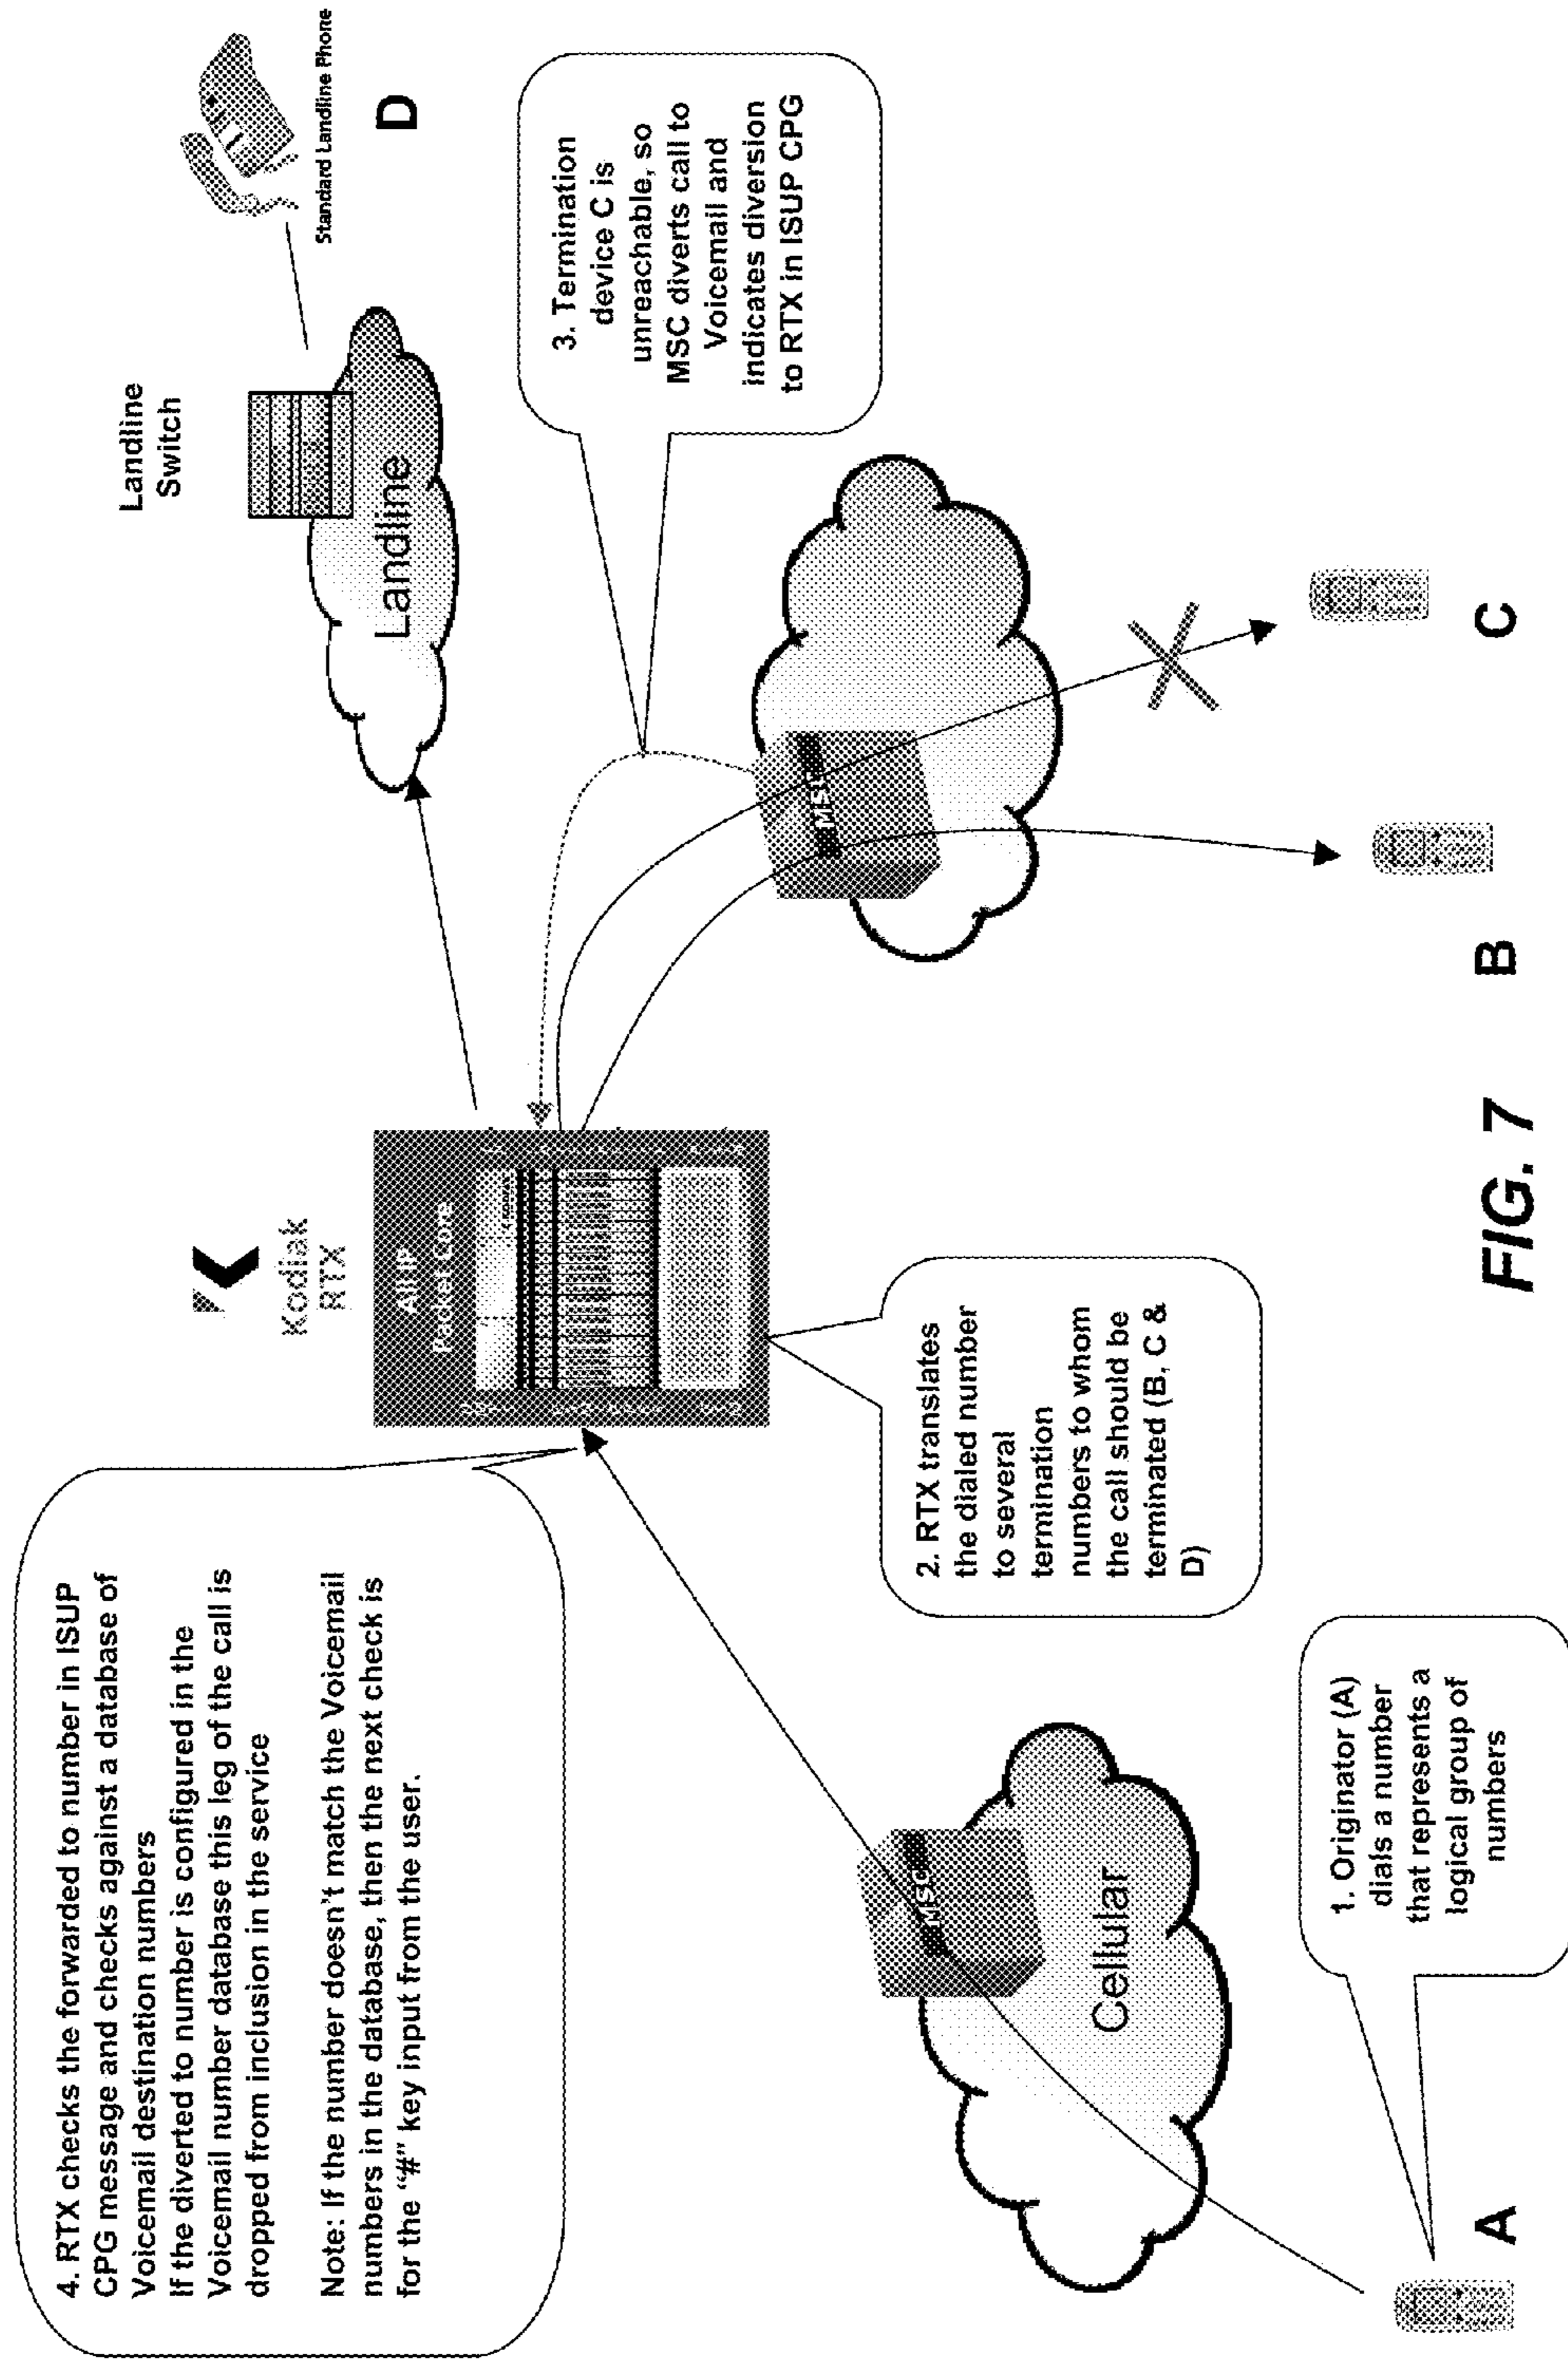 4. RTX checks the forwarded to number in ISUP
CPG message and checks against a database of
Voicemail destination numbers
If the diverted to number is configured in the
Voicemail number database this leg of the call is
dropped from inclusion in the service
Note: If the number doesn't match the Voicemail
numbers in the database, then the next check is
for the "#" key input from the user.
Kodiak
RTX
All IP
Packet Core
Landline
Switch
Landline
Standard Landline Phone
D
3. Termination
device C is
unreachable, so
MSC diverts call to
Voicemail and
indicates diversion
to RTX in ISUP CPG
2. RTX translates
the dialed number
to several
termination
numbers to whom
the call should be
terminated (B, C &
D)
MSC
MSC
Cellular
1. Originator (A)
dials a number
that represents a
logical group of
numbers
A
B
C
FIG. 7